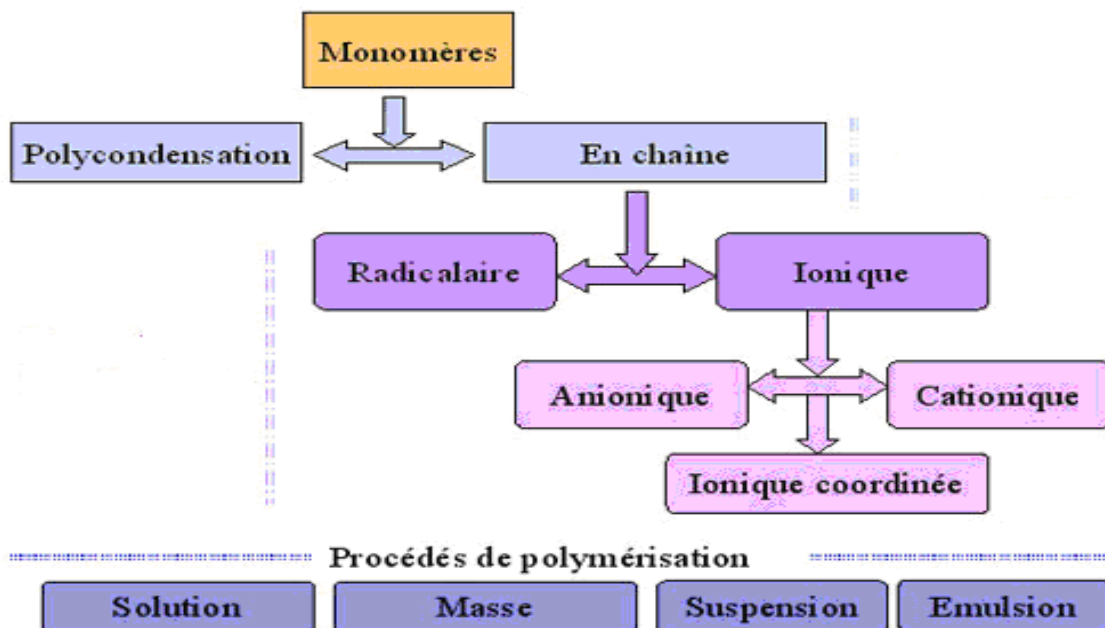 Monomères
Polycondensation
En chaîne
Radicalaire
Ionique
Anionique
Cationique
Ionique coordinée
Procédés de polymérisation
Solution
Masse
Suspension
Emulsion